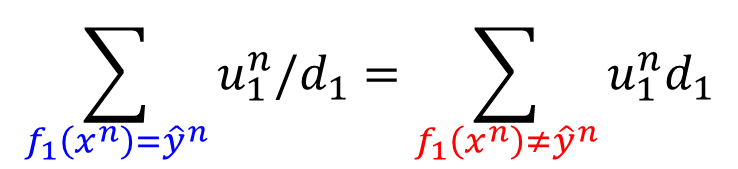 ∑_{f₁(xⁿ)=ŷⁿ} u₁ⁿ/d₁ = ∑_{f₁(xⁿ)≠ŷⁿ} u₁ⁿd₁